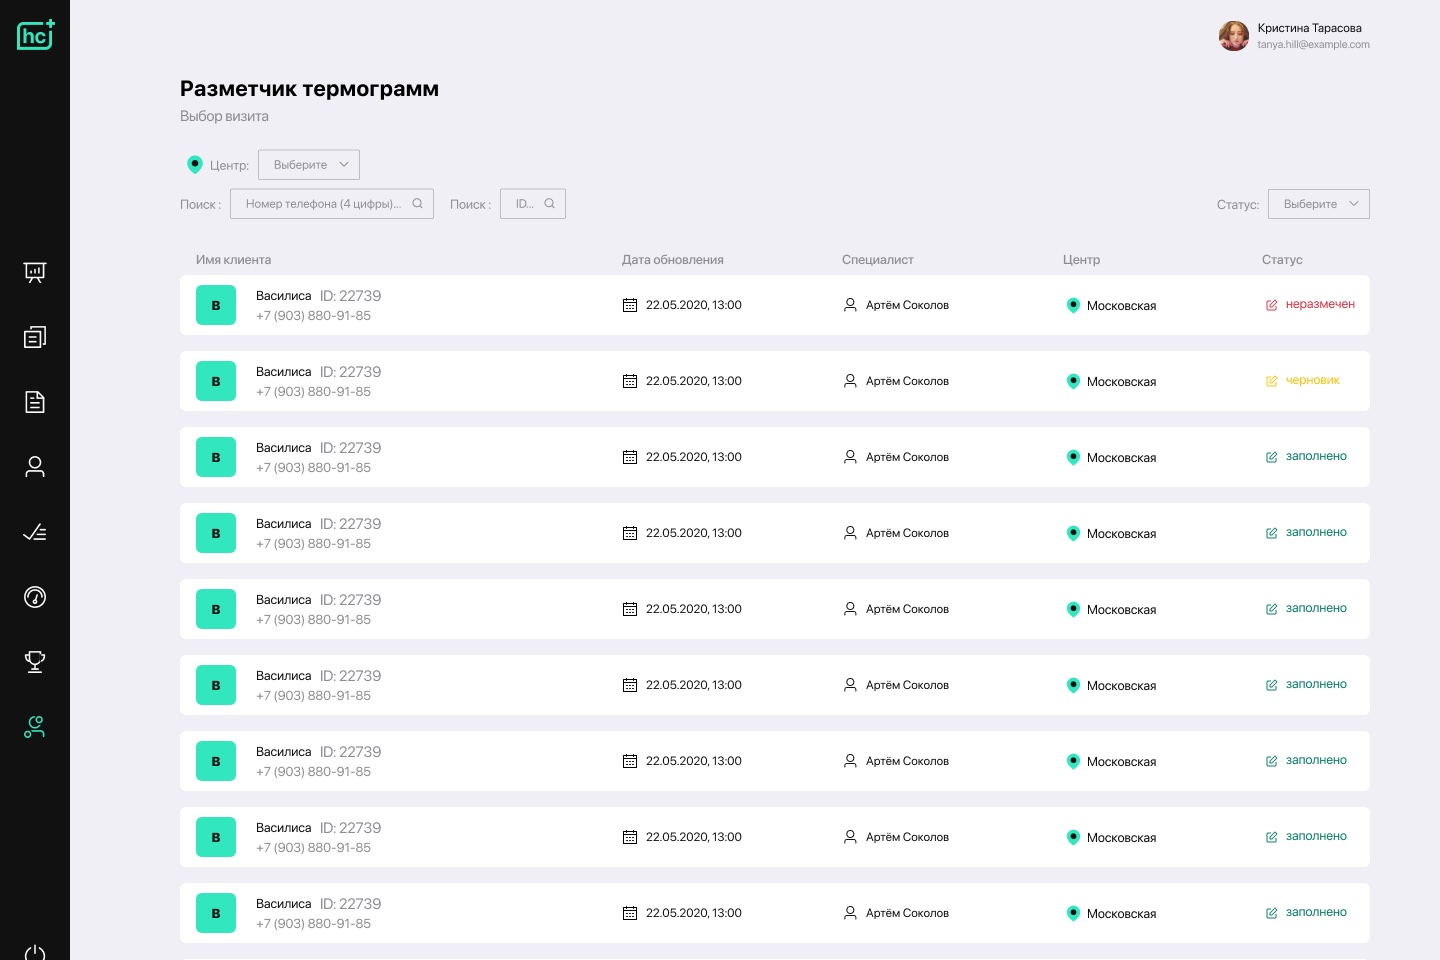 hc
Кристина Тарасова
tanya.hill@example.com
Разметчик термограмм
Выбор визита
Центр: Выберите
Поиск : Номер телефона (4 цифры)... Поиск : ID... Статус: Выберите
Имя клиента Дата обновления Специалист Центр Статус
В Василиса ID: 22739 22.05.2020, 13:00 Артём Соколов Московская неразмечен
+7 (903) 880-91-85
В Василиса ID: 22739 22.05.2020, 13:00 Артём Соколов Московская черновик
+7 (903) 880-91-85
В Василиса ID: 22739 22.05.2020, 13:00 Артём Соколов Московская заполнено
+7 (903) 880-91-85
В Василиса ID: 22739 22.05.2020, 13:00 Артём Соколов Московская заполнено
+7 (903) 880-91-85
В Василиса ID: 22739 22.05.2020, 13:00 Артём Соколов Московская заполнено
+7 (903) 880-91-85
В Василиса ID: 22739 22.05.2020, 13:00 Артём Соколов Московская заполнено
+7 (903) 880-91-85
В Василиса ID: 22739 22.05.2020, 13:00 Артём Соколов Московская заполнено
+7 (903) 880-91-85
В Василиса ID: 22739 22.05.2020, 13:00 Артём Соколов Московская заполнено
+7 (903) 880-91-85
В Василиса ID: 22739 22.05.2020, 13:00 Артём Соколов Московская заполнено
+7 (903) 880-91-85